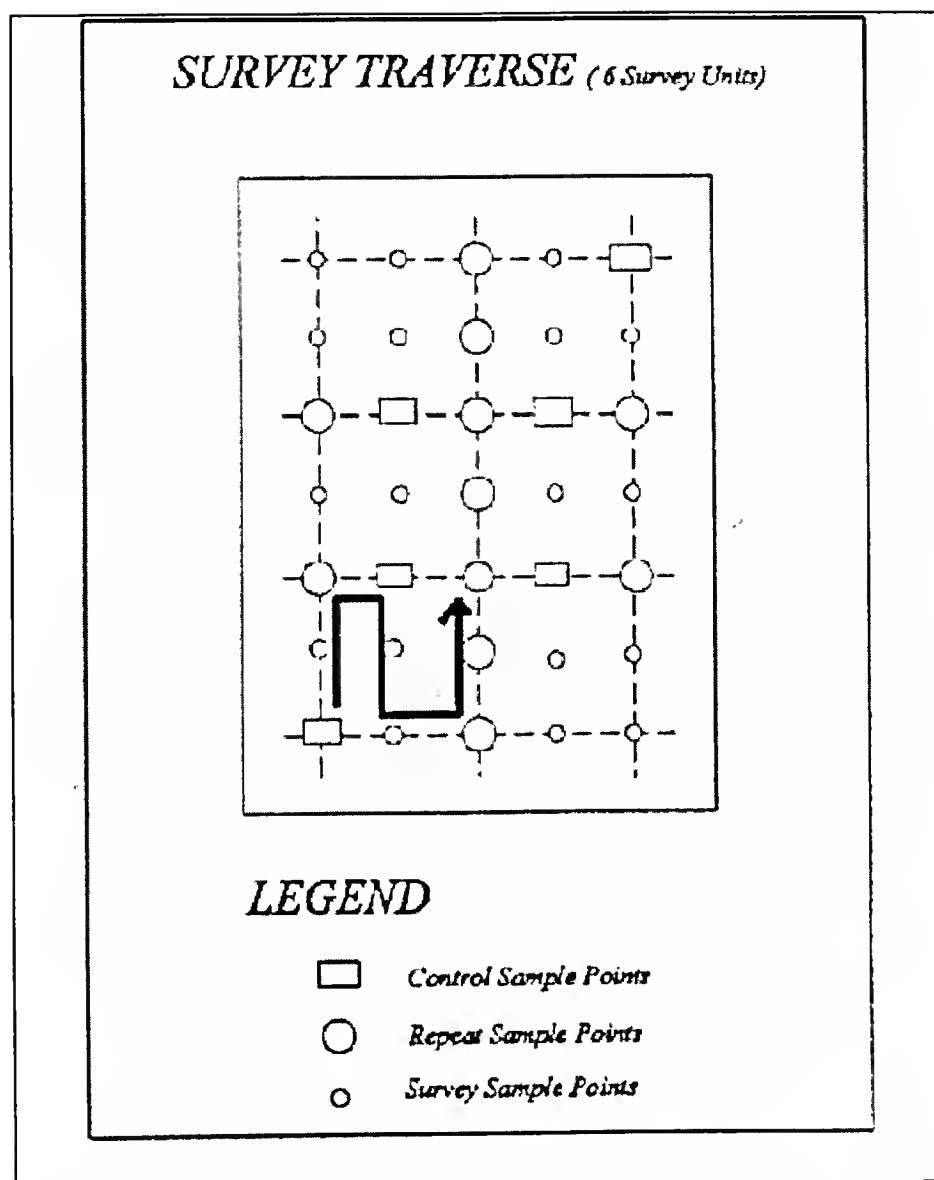 SURVEY TRAVERSE ( 6 Survey Units)
LEGEND
Control Sample Points
Repeat Sample Points
Survey Sample Points